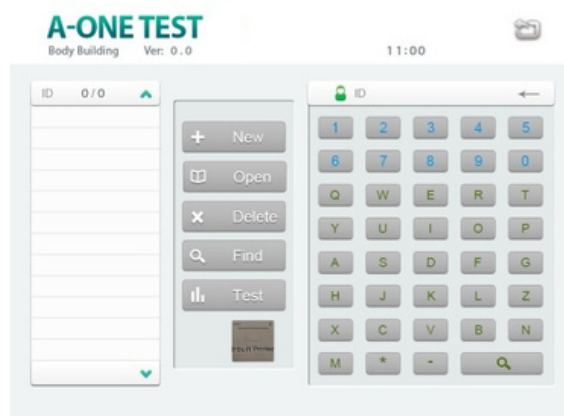 A-ONE TEST
Body Building Ver: 0.0
11:00
ID 0/0
New
Open
Delete
Find
Test
ID
1 2 3 4 5
6 7 8 9 0
Q W E R T
Y U I O P
A S D F G
H J K L Z
X C V B N
M * -